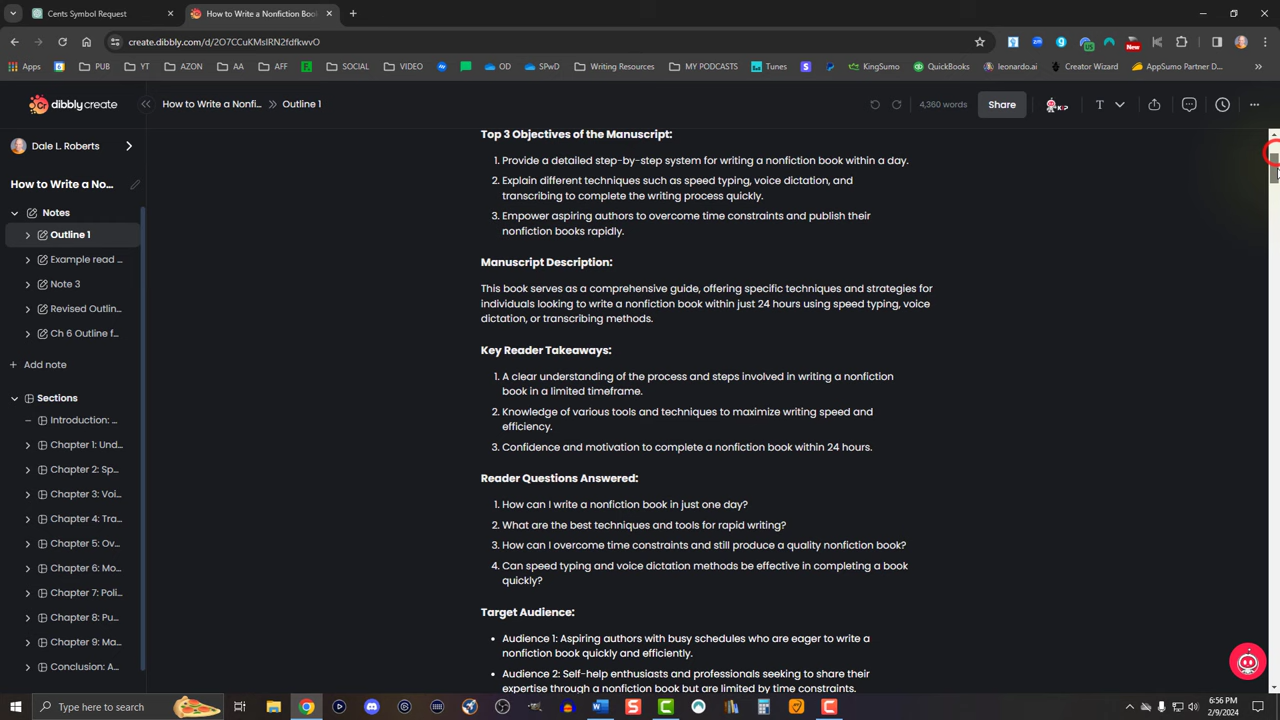 Cents Symbol Request
How to Write a Nonfiction Boo
create.dibbly.com/d/2O7CCuKMsIRN2fdfkwvO
Apps
PUB
YT
AZON
AA
AFF
SOCIAL
VIDEO
OD
SPwD
Writing Resources
MY PODCASTS
Tunes
KingSumo
QuickBooks
leonardo.ai
Creator Wizard
AppSumo Partner D...
New
dibblycreate
How to Write a Nonfi...
Outline 1
4,360 words
Share
Dale L. Roberts
How to Write a No...
Notes
Outline 1
Example read ...
Note 3
Revised Outlin...
Ch 6 Outline f...
Add note
Sections
Introduction: ...
Chapter 1: Und...
Chapter 2: Sp...
Chapter 3: Voi...
Chapter 4: Tra...
Chapter 5: Ov...
Chapter 6: Mo...
Chapter 7: Poli...
Chapter 8: Pu...
Chapter 9: Ma...
Conclusion: A...
Top 3 Objectives of the Manuscript:
1. Provide a detailed step-by-step system for writing a nonfiction book within a day.
2. Explain different techniques such as speed typing, voice dictation, and
transcribing to complete the writing process quickly.
3. Empower aspiring authors to overcome time constraints and publish their
nonfiction books rapidly.
Manuscript Description:
This book serves as a comprehensive guide, offering specific techniques and strategies for
individuals looking to write a nonfiction book within just 24 hours using speed typing, voice
dictation, or transcribing methods.
Key Reader Takeaways:
1. A clear understanding of the process and steps involved in writing a nonfiction
book in a limited timeframe.
2. Knowledge of various tools and techniques to maximize writing speed and
efficiency.
3. Confidence and motivation to complete a nonfiction book within 24 hours.
Reader Questions Answered:
1. How can I write a nonfiction book in just one day?
2. What are the best techniques and tools for rapid writing?
3. How can I overcome time constraints and still produce a quality nonfiction book?
4. Can speed typing and voice dictation methods be effective in completing a book
quickly?
Target Audience:
• Audience 1: Aspiring authors with busy schedules who are eager to write a
nonfiction book quickly and efficiently.
• Audience 2: Self-help enthusiasts and professionals seeking to share their
expertise through a nonfiction book but are limited by time constraints.
Type here to search
6:56 PM
2/9/2024